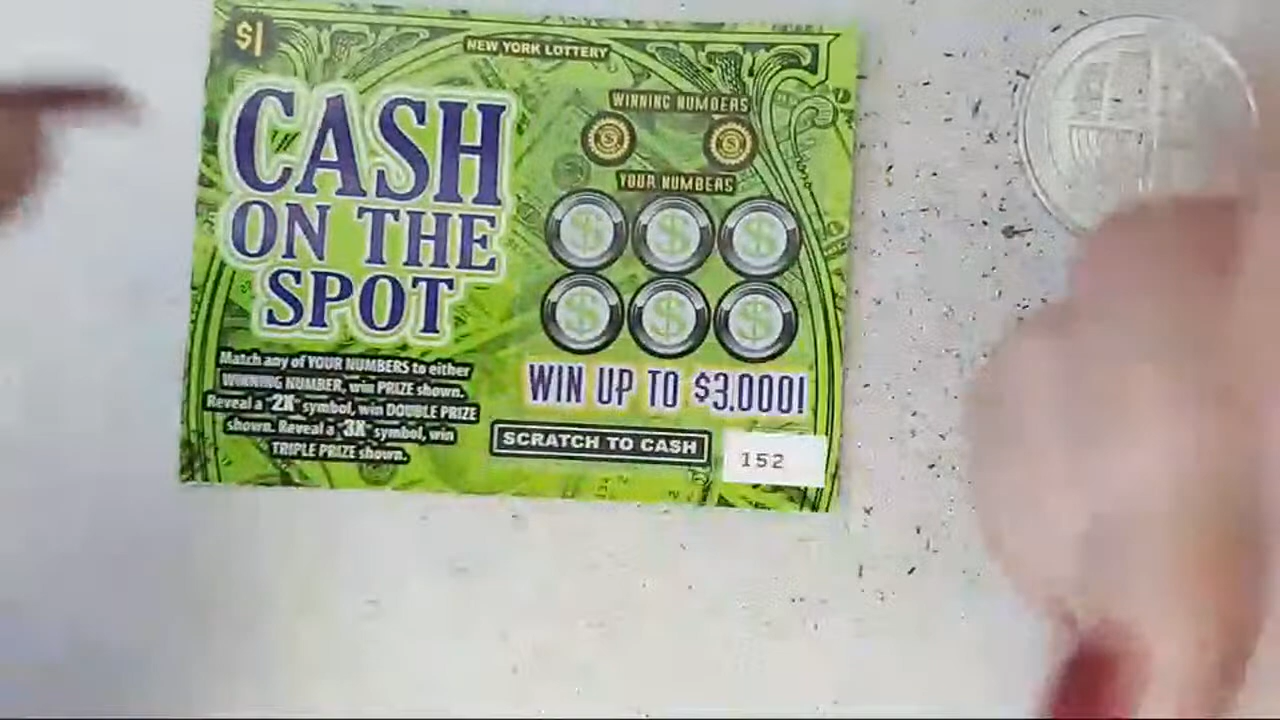 $1
NEW YORK LOTTERY
CASH
ON THE
SPOT
WINNING NUMBERS
YOUR NUMBERS
Match any of YOUR NUMBERS to either
WINNING NUMBER, win PRIZE shown.
Reveal a "2X" symbol, win DOUBLE PRIZE
shown. Reveal a "3X" symbol, win
TRIPLE PRIZE shown.
WIN UP TO $3,000!
SCRATCH TO CASH
152